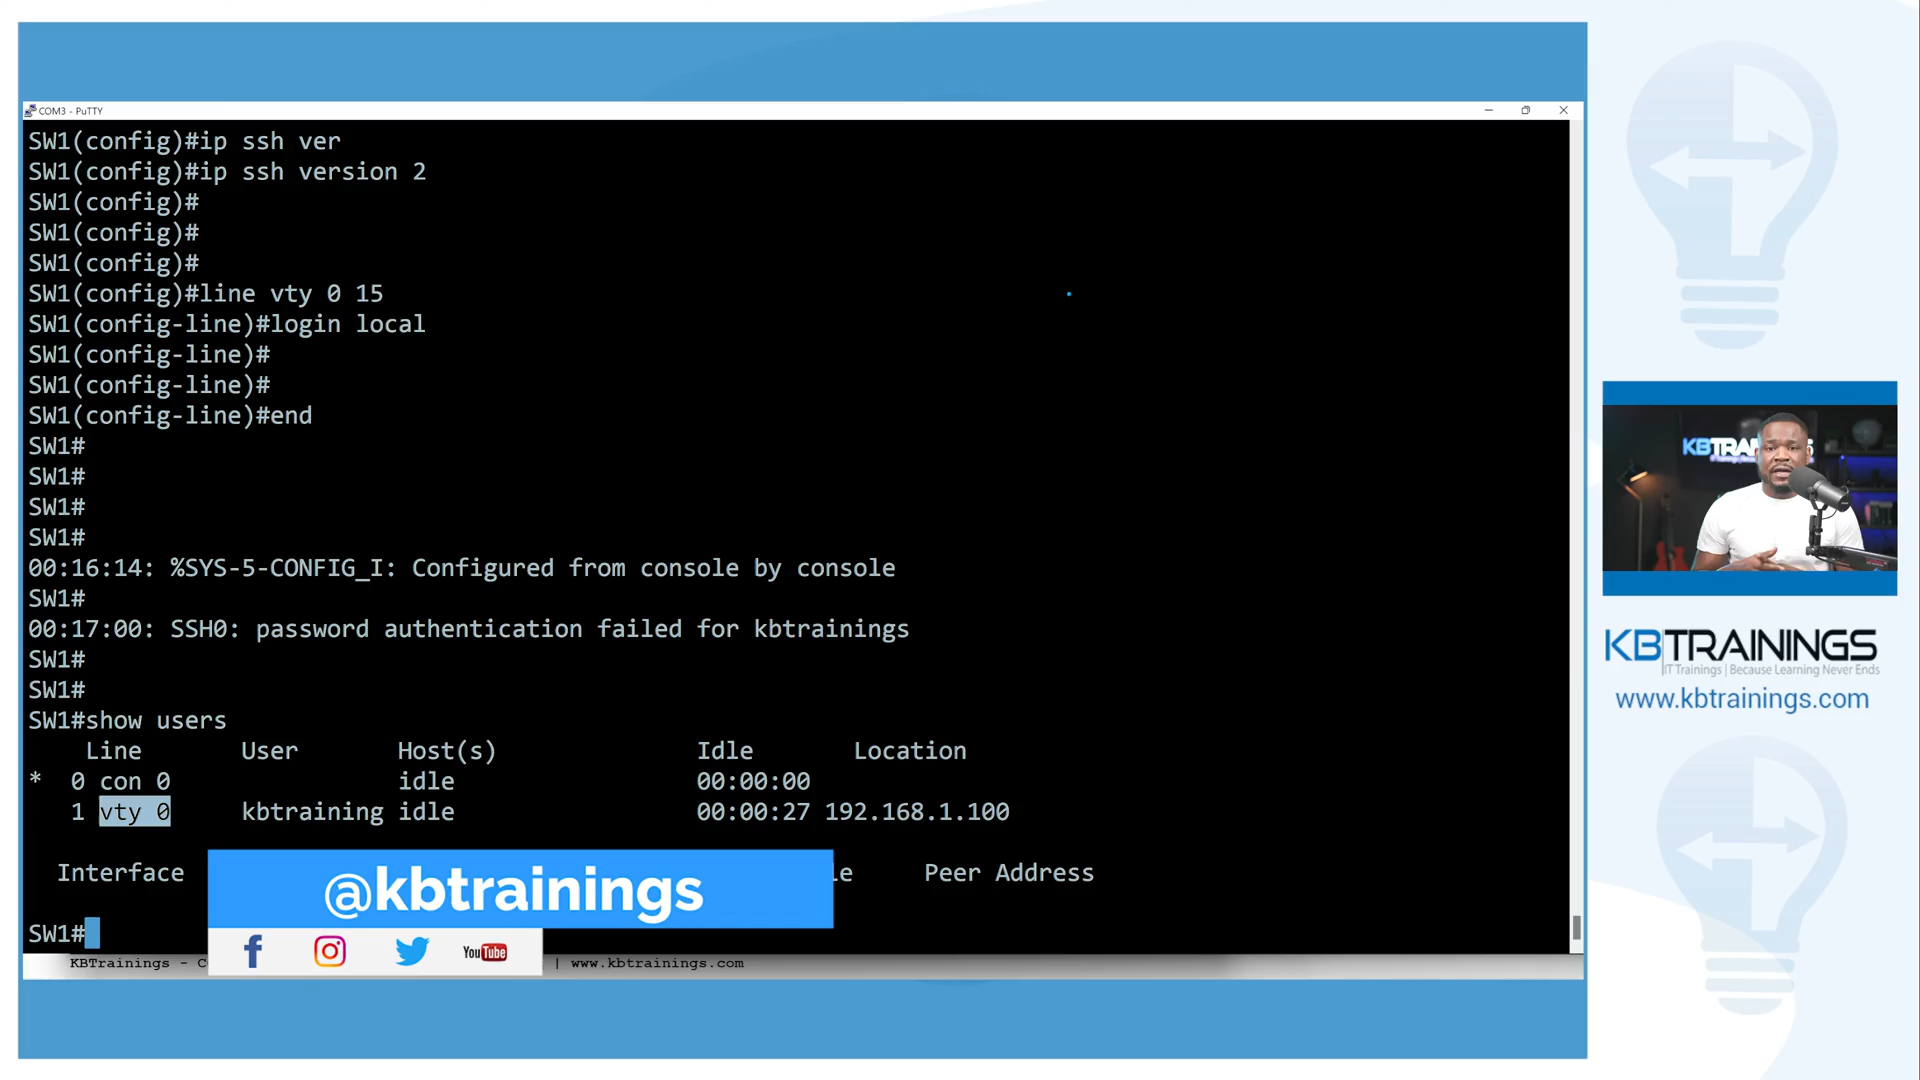 COM3 - PuTTY
SW1(config)#ip ssh ver
SW1(config)#ip ssh version 2
SW1(config)#
SW1(config)#
SW1(config)#
SW1(config)#line vty 0 15
SW1(config-line)#login local
SW1(config-line)#
SW1(config-line)#
SW1(config-line)#end
SW1#
SW1#
SW1#
SW1#
00:16:14: %SYS-5-CONFIG_I: Configured from console by console
SW1#
00:17:00: SSH0: password authentication failed for kbtrainings
SW1#
SW1#
SW1#show users
Line User Host(s) Idle Location
* 0 con 0 idle 00:00:00
1 vty 0 kbtraining idle 00:00:27 192.168.1.100
Interface Peer Address
SW1#
@kbtrainings
YouTube
KBTrainings - C | www.kbtrainings.com
KBTRAININGS
IT Trainings | Because Learning Never Ends
www.kbtrainings.com